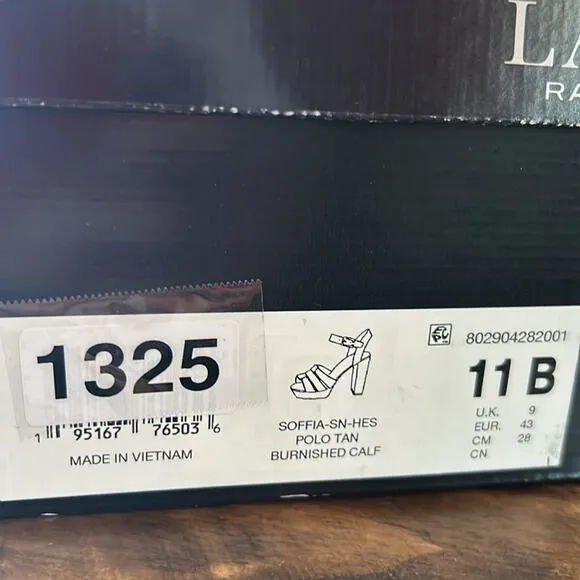 LA
RA
1325
1 95167 76503 6
MADE IN VIETNAM
SOFFIA-SN-HES
POLO TAN
BURNISHED CALF
802904282001
11 B
U.K. 9
EUR. 43
CM 28
CN